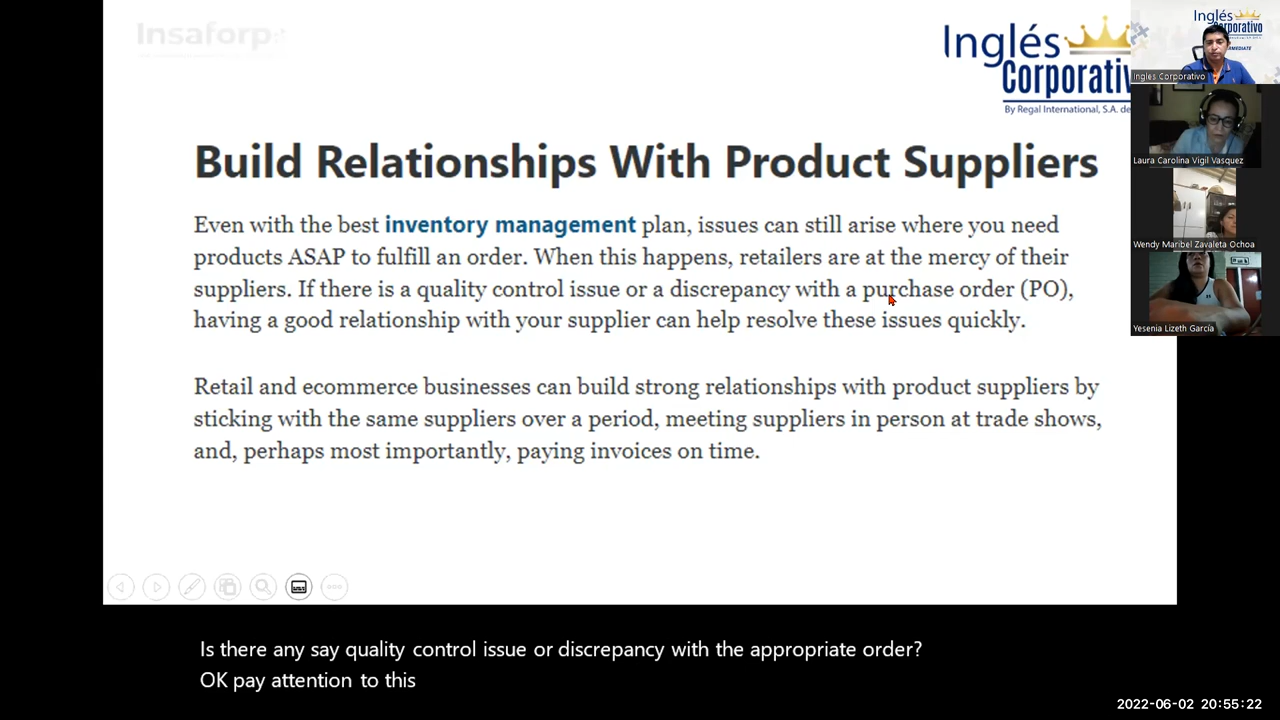 Insaforp
Inglés
Corporativ
By Regal International, S.A. de
Build Relationships With Product Suppliers
Even with the best inventory management plan, issues can still arise where you need
products ASAP to fulfill an order. When this happens, retailers are at the mercy of their
suppliers. If there is a quality control issue or a discrepancy with a purchase order (PO),
having a good relationship with your supplier can help resolve these issues quickly.
Retail and ecommerce businesses can build strong relationships with product suppliers by
sticking with the same suppliers over a period, meeting suppliers in person at trade shows,
and, perhaps most importantly, paying invoices on time.
Inglés
Corporativo
Ingles Corporativo
Laura Carolina Vigil Vasquez
Wendy Maribel Zavaleta Ochoa
Yesenia Lizeth García
Is there any say quality control issue or discrepancy with the appropriate order?
OK pay attention to this
2022-06-02 20:55:22